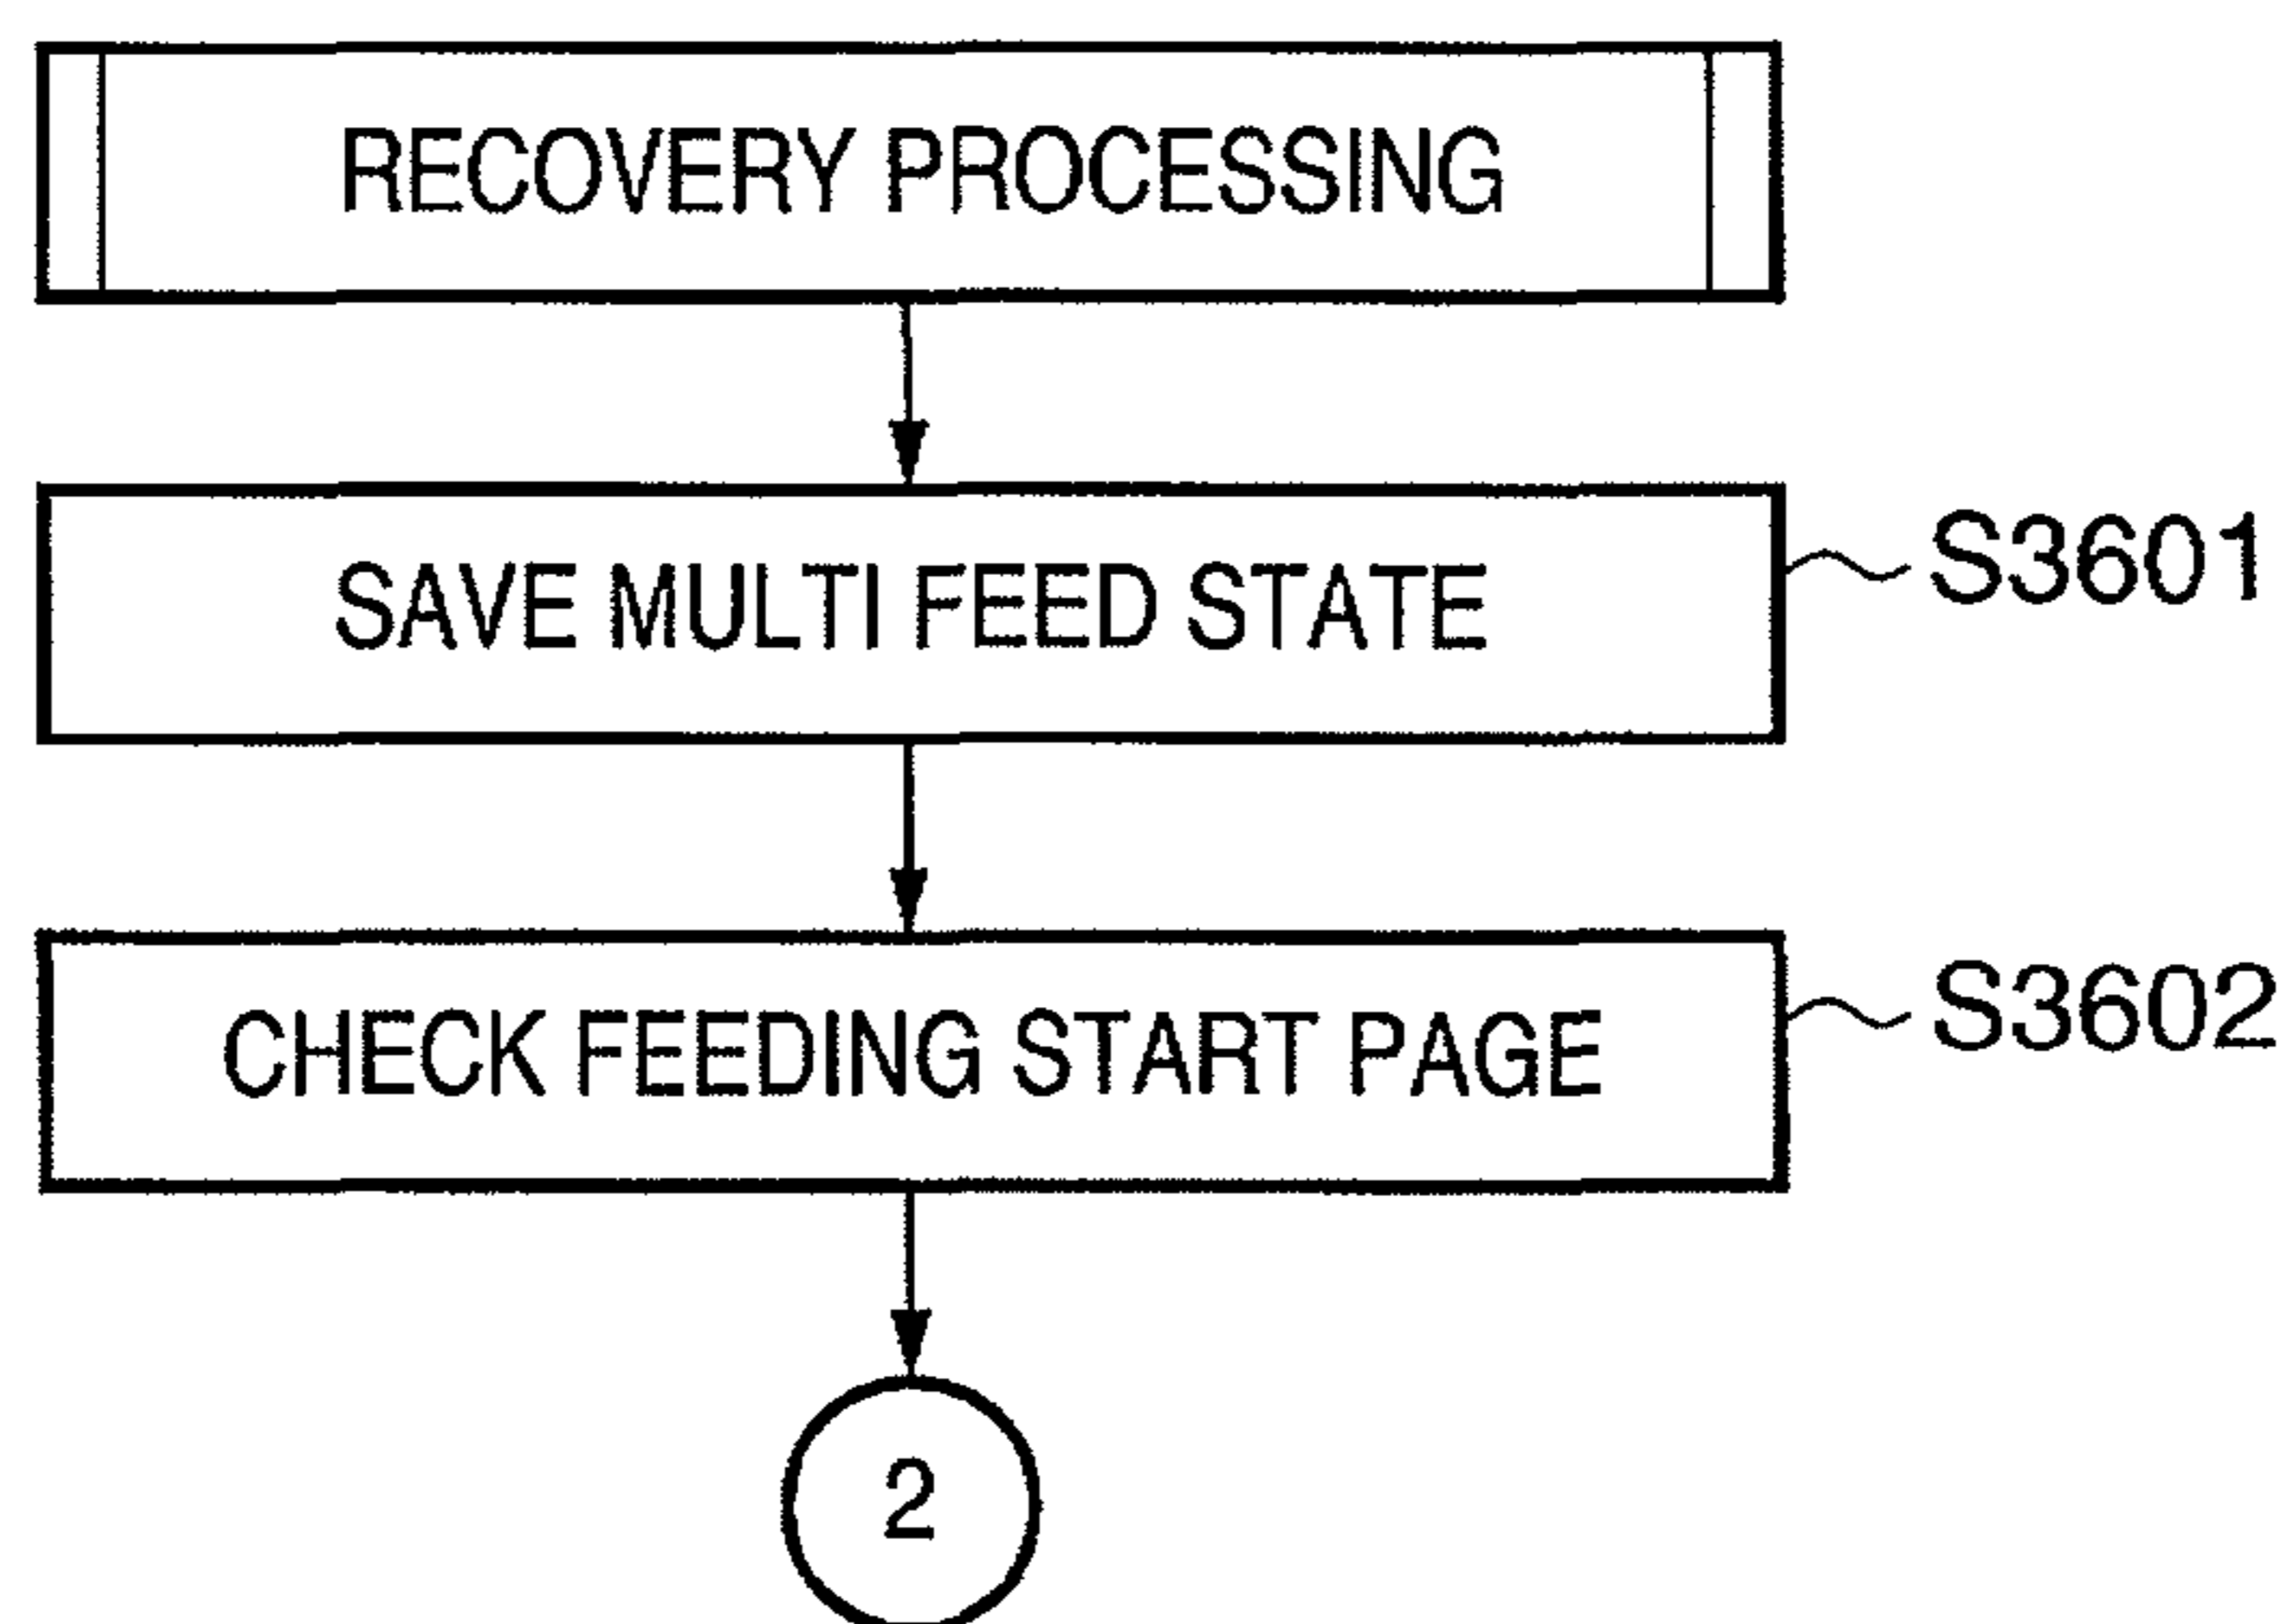 RECOVERY PROCESSING
SAVE MULTI FEED STATE
S3601
CHECK FEEDING START PAGE
S3602
2